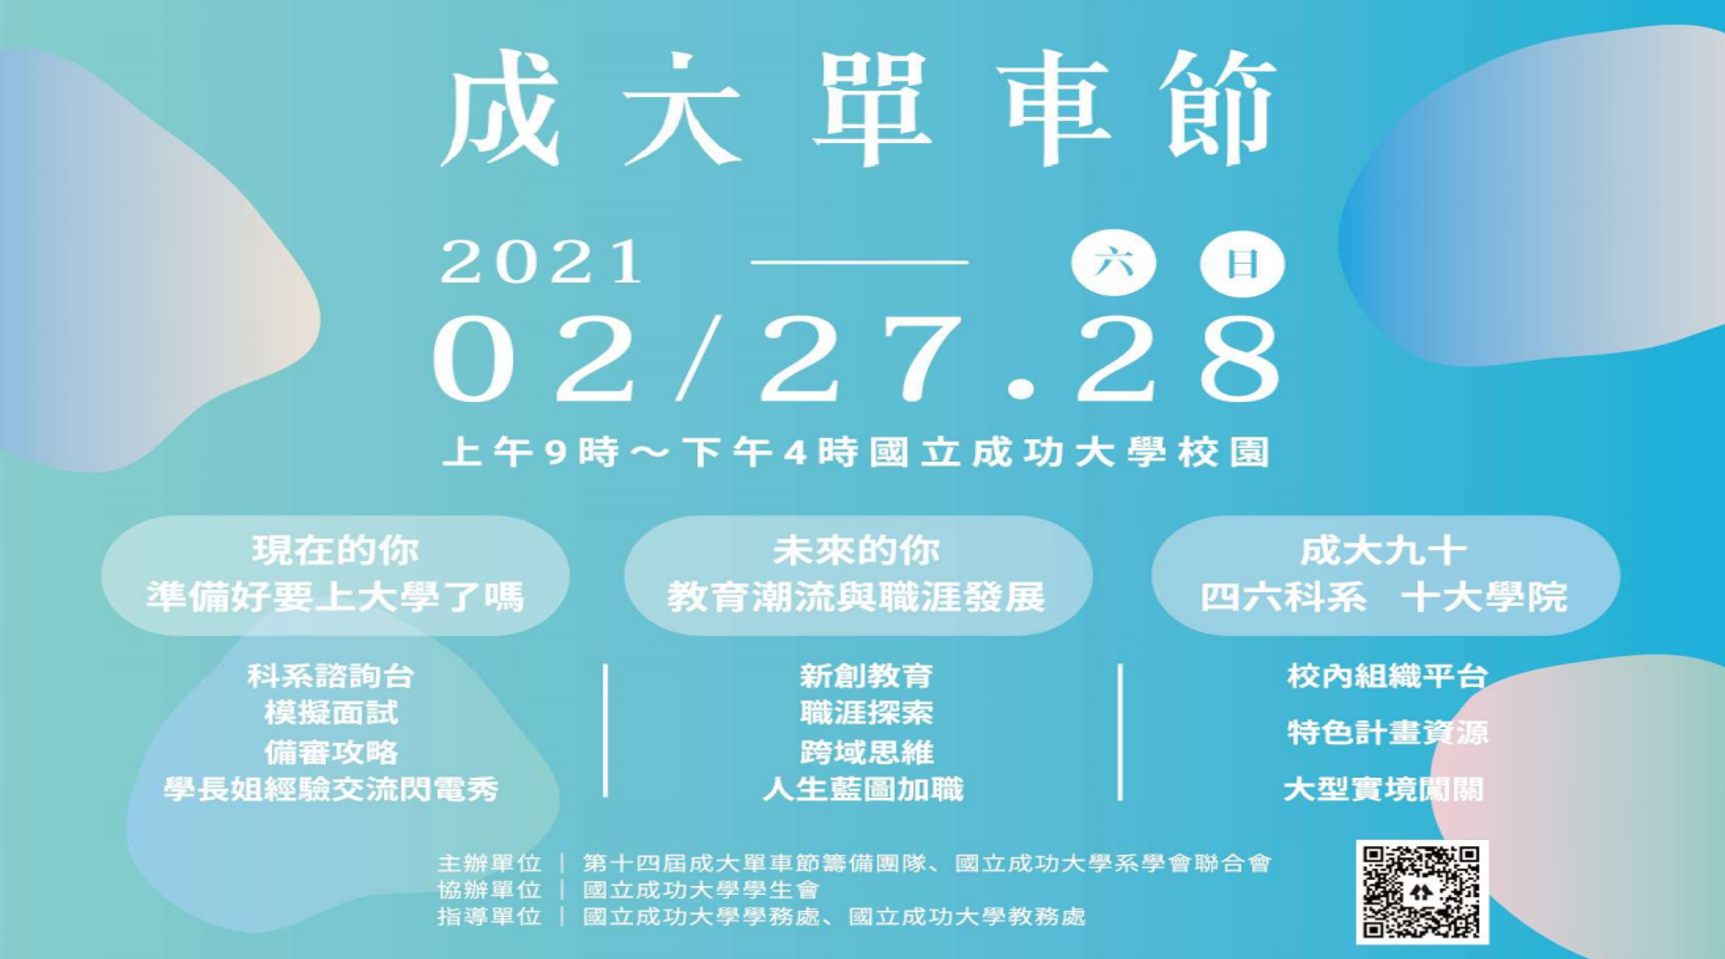 成大單車節
2021
六 日
02/27.28
上午9時～下午4時國立成功大學校園
現在的你
準備好要上大學了嗎
科系諮詢台
模擬面試
備審攻略
學長姐經驗交流閃電秀
未來的你
教育潮流與職涯發展
新創教育
職涯探索
跨域思維
人生藍圖加職
成大九十
四六科系 十大學院
校內組織平台
特色計畫資源
大型實境闖關
主辦單位｜第十四屆成大單車節籌備團隊、國立成功大學系學會聯合會
協辦單位｜國立成功大學學生會
指導單位｜國立成功大學學務處、國立成功大學教務處